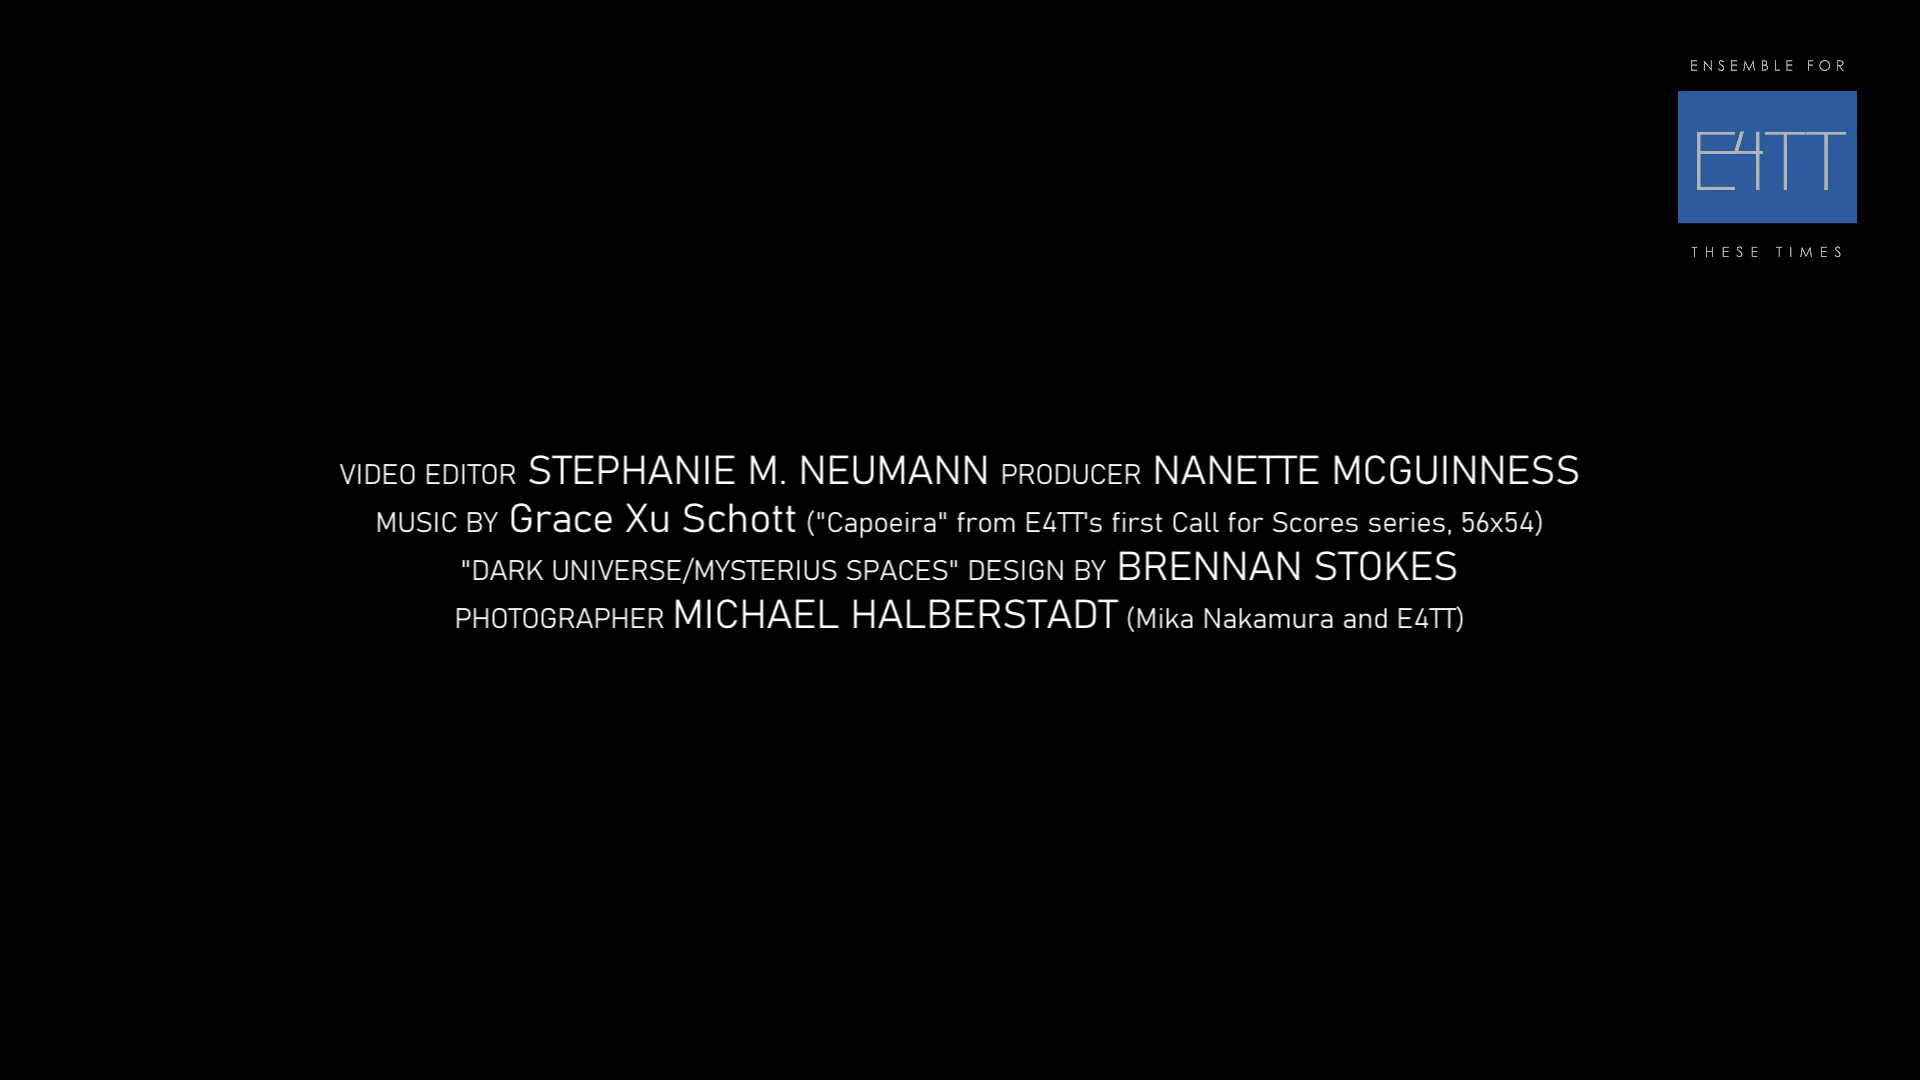 ENSEMBLE FOR
E4TT
THESE TIMES
VIDEO EDITOR STEPHANIE M. NEUMANN PRODUCER NANETTE MCGUINNESS
MUSIC BY Grace Xu Schott ("Capoeira" from E4TT's first Call for Scores series, 56x54)
"DARK UNIVERSE/MYSTERIUS SPACES" DESIGN BY BRENNAN STOKES
PHOTOGRAPHER MICHAEL HALBERSTADT (Mika Nakamura and E4TT)